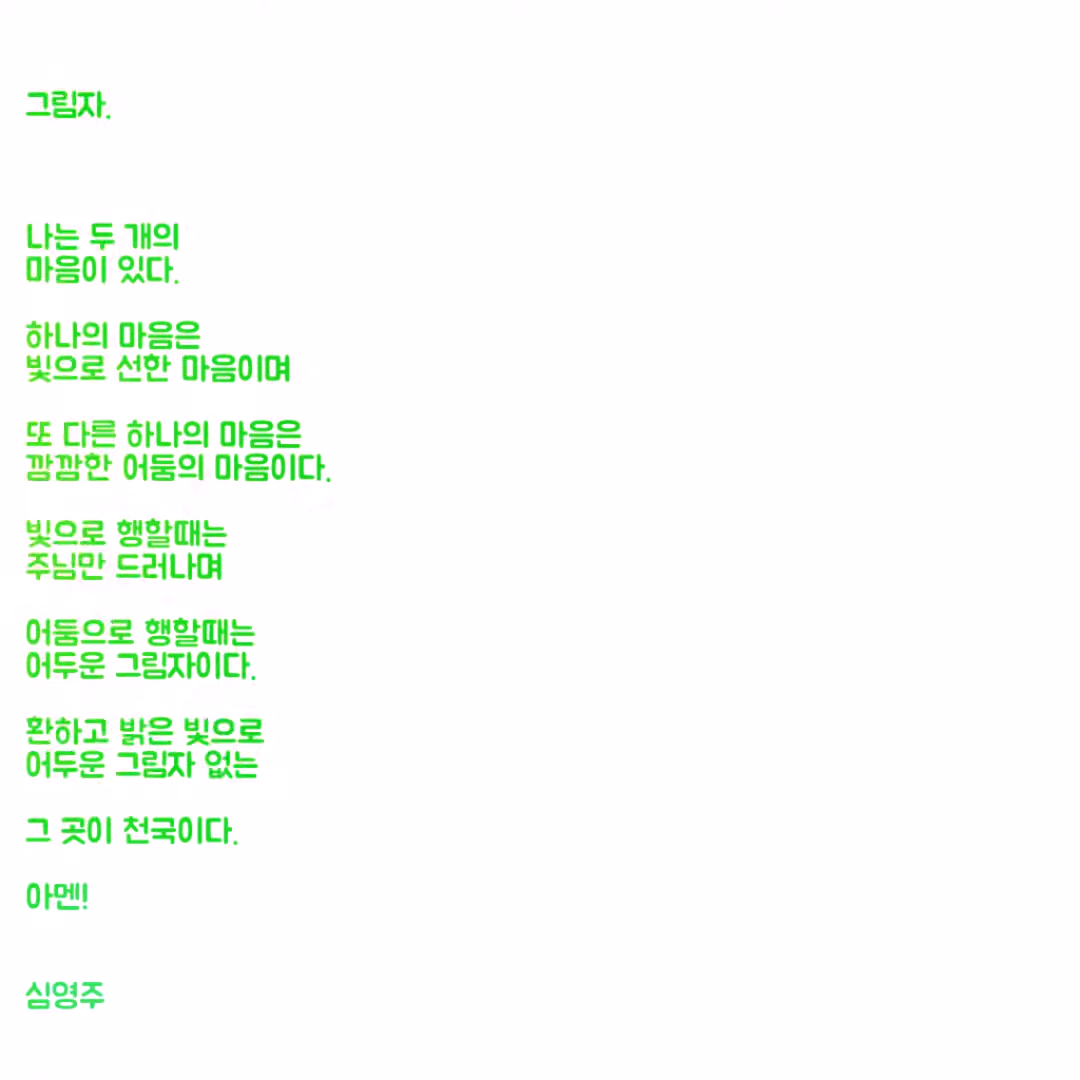 그림자.
나는 두 개의
마음이 있다.
하나의 마음은
빛으로 선한 마음이며
또 다른 하나의 마음은
깜깜한 어둠의 마음이다.
빛으로 행할때는
주님만 드러나며
어둠으로 행할때는
어두운 그림자이다.
환하고 밝은 빛으로
어두운 그림자 없는
그 곳이 천국이다.
아멘!
심영주